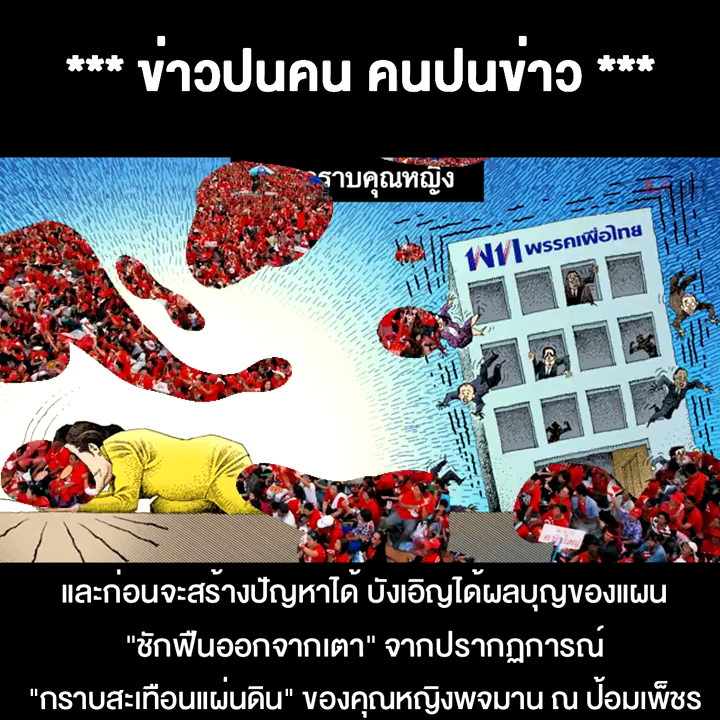 *** ข่าวปนคน คนปนข่าว ***
กราบคุณหญิง
พท พรรคเพื่อไทย
และก่อนจะสร้างปัญหาได้ บังเอิญได้ผลบุญของแผน
"ชักฟืนออกจากเตา" จากปรากฏการณ์
"กราบสะเทือนแผ่นดิน" ของคุณหญิงพจมาน ณ ป้อมเพ็ชร